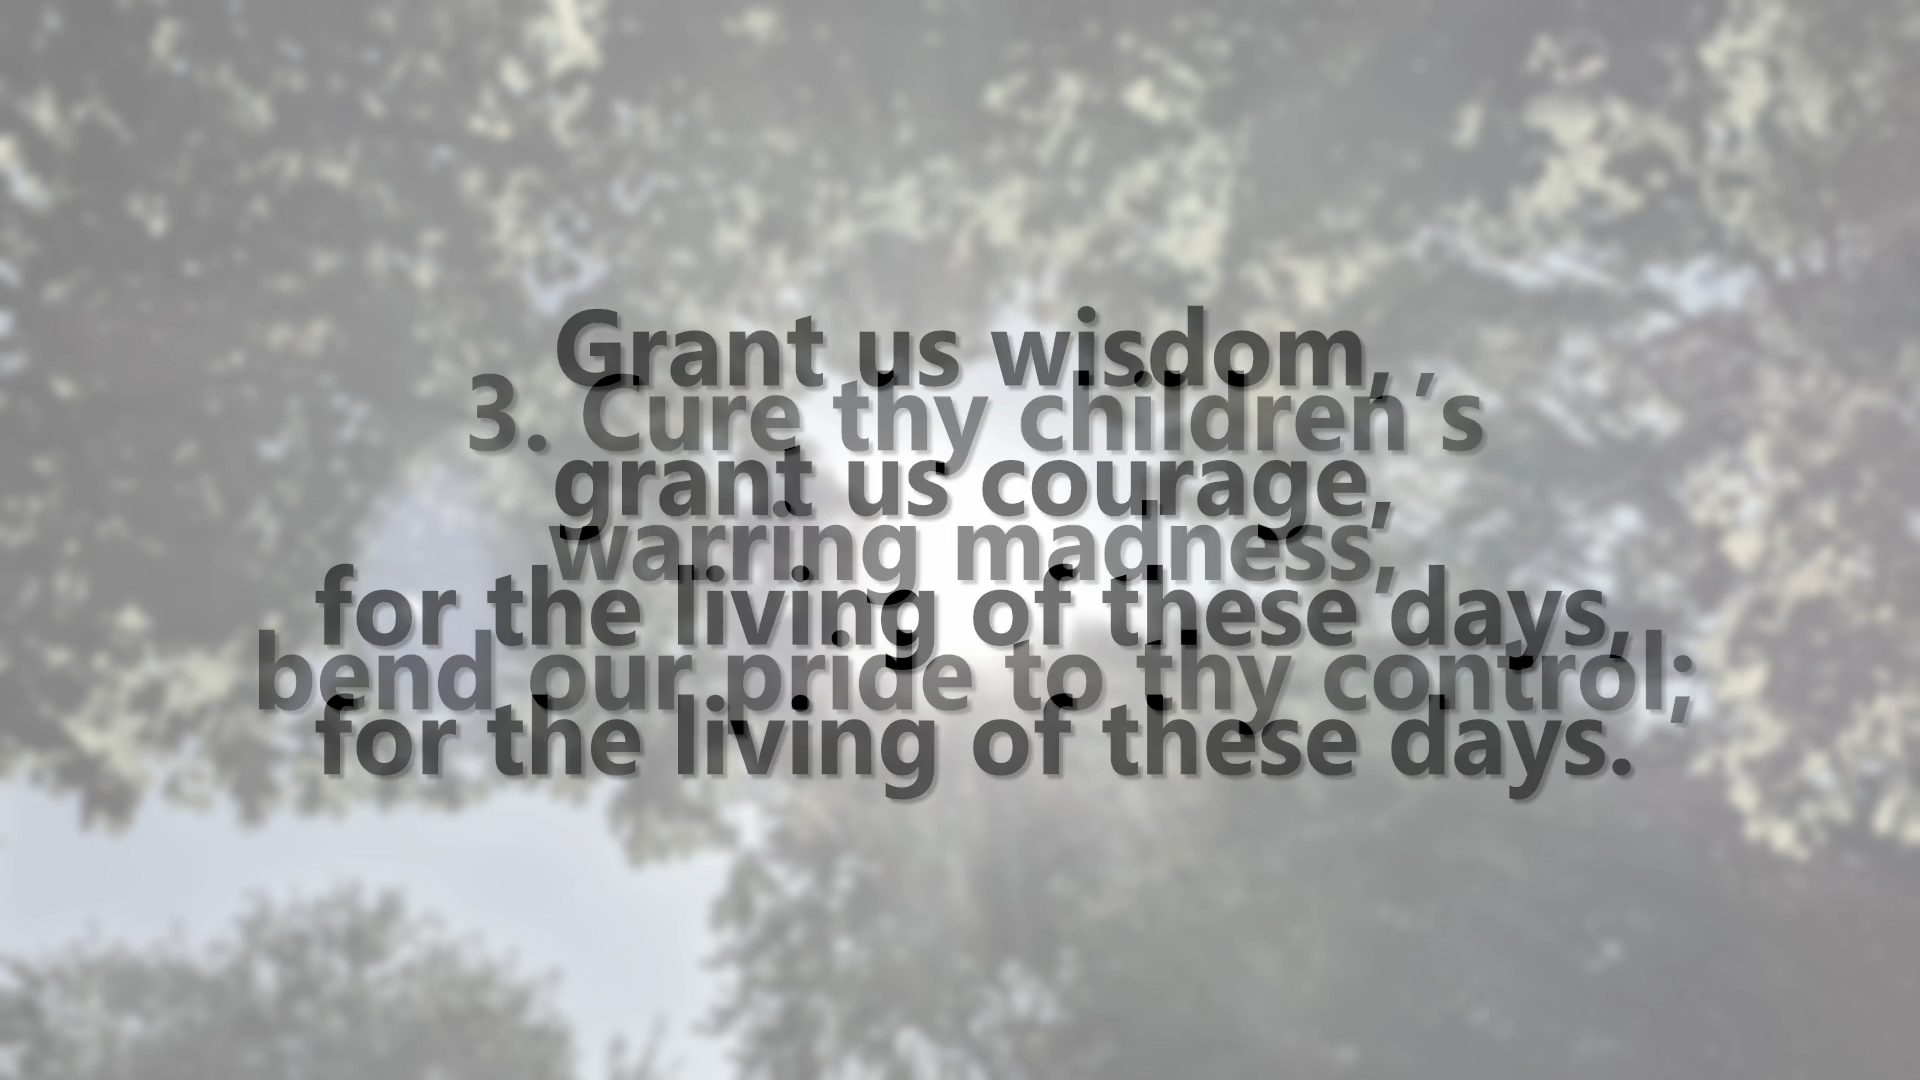 Grant us wisdom,
3. Cure thy children’s
grant us courage,
warring madness,
for the living of these days,
bend our pride to thy control;
for the living of these days.